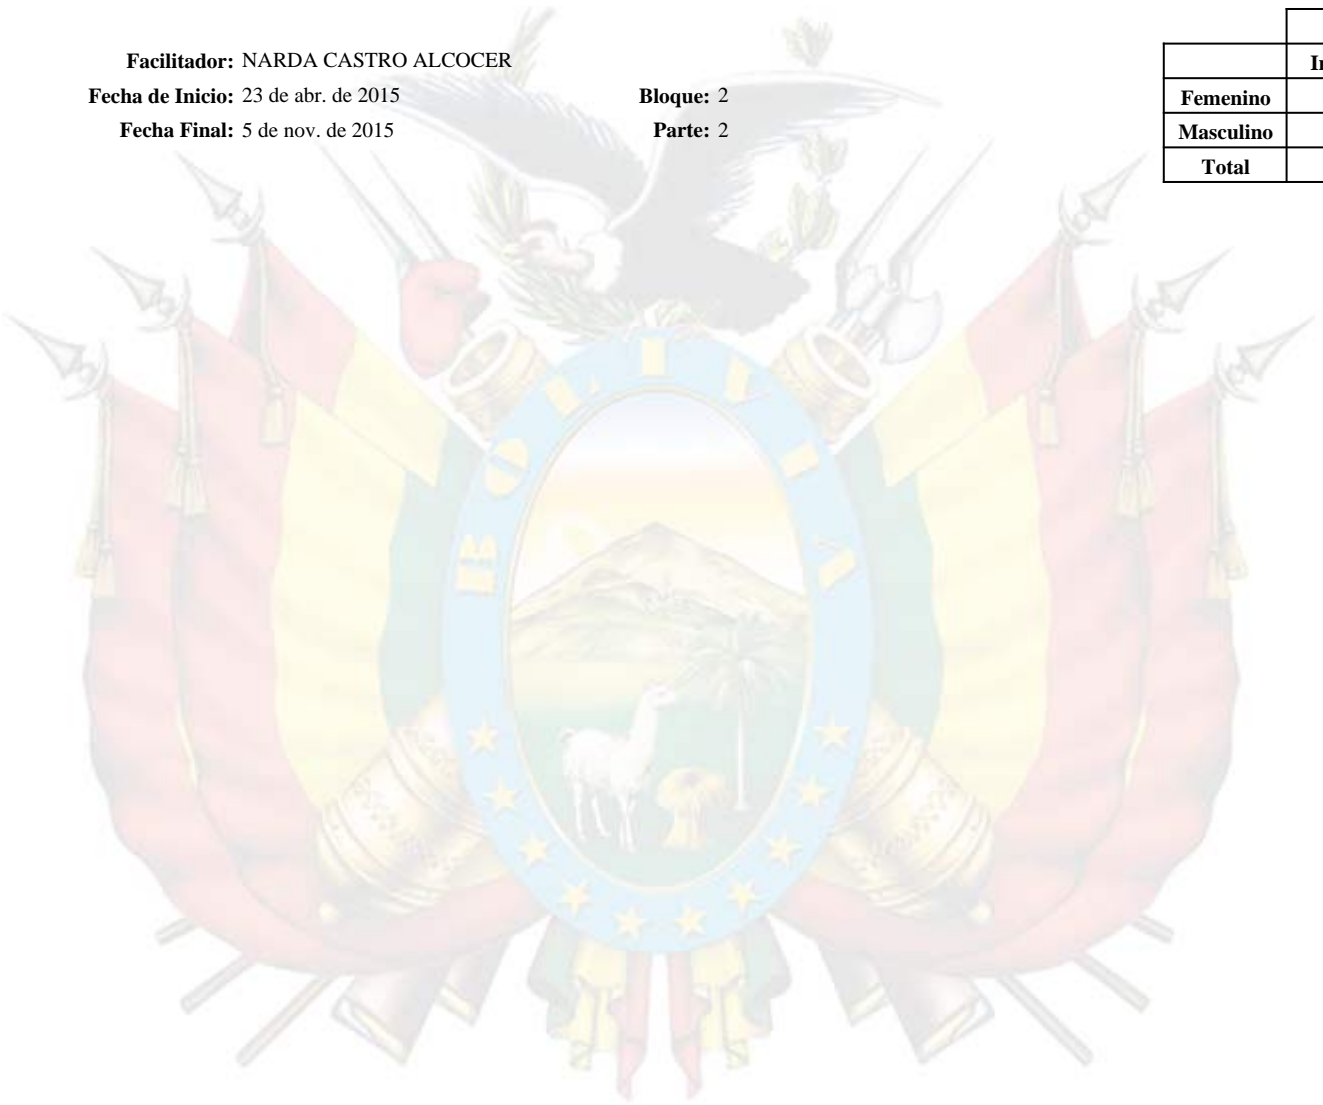 Facilitador: NARDA CASTRO ALCOCER
Fecha de Inicio: 23 de abr. de 2015 Bloque: 2
Fecha Final: 5 de nov. de 2015 Parte: 2
Femenino
Masculino
Total
BOLIVIA